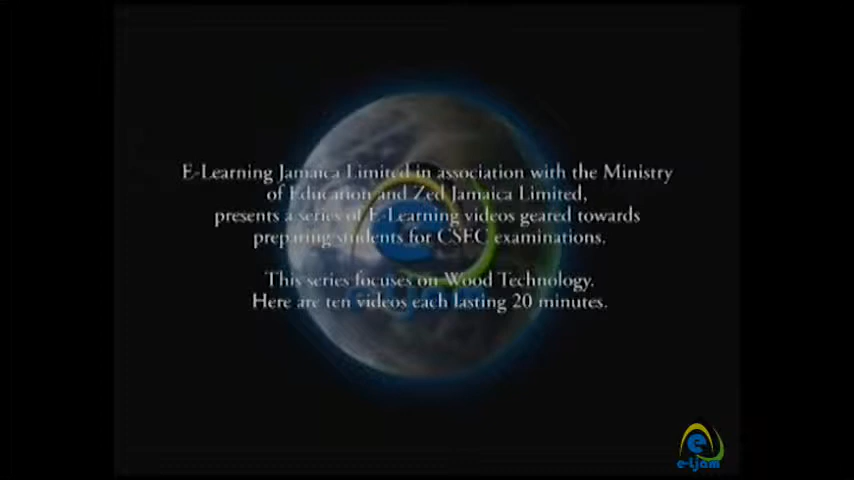 E-Learning Jamaica Limited in association with the Ministry
of Education and Zed Jamaica Limited,
presents a series of E-Learning videos geared towards
preparing students for CSEC examinations.
This series focuses on Wood Technology.
Here are ten videos each lasting 20 minutes.
e-Ljam